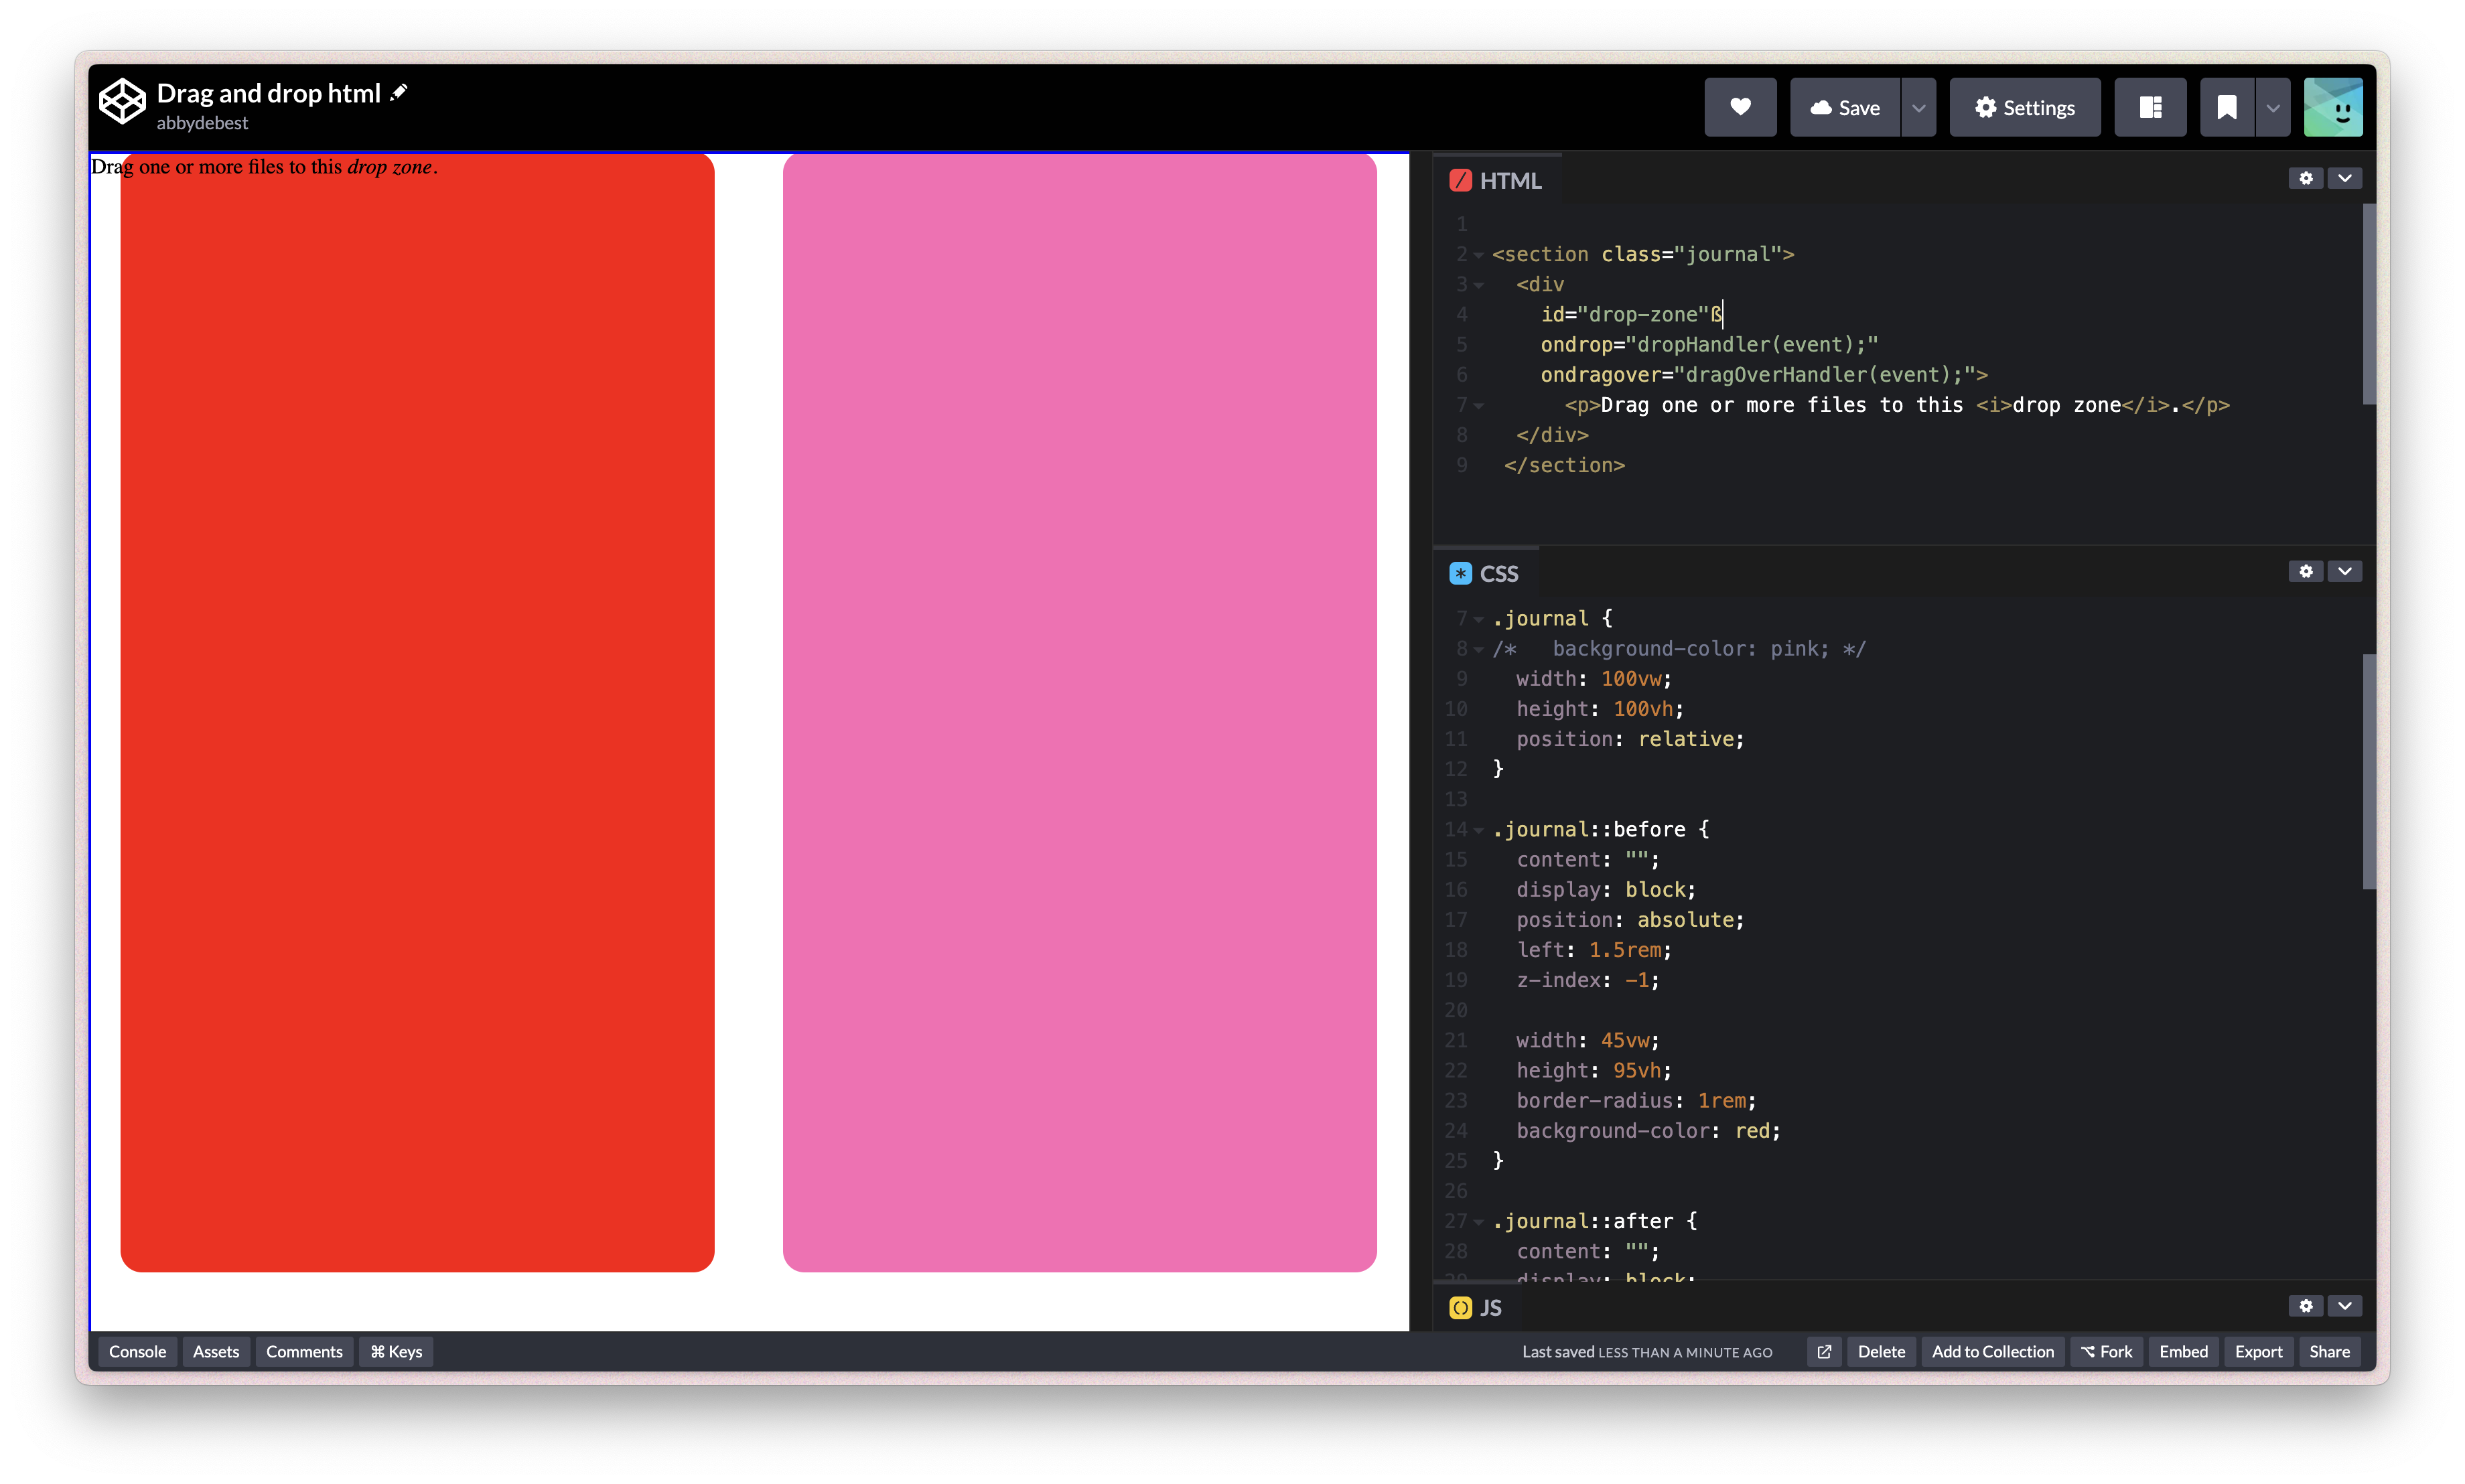 Drag and drop html
abbydebest
Save
Settings
Drag one or more files to this drop zone.
HTML
1
2 <section class="journal">
3 <div
4 id="drop-zone"ß
5 ondrop="dropHandler(event);"
6 ondragover="dragOverHandler(event);">
7 <p>Drag one or more files to this <i>drop zone</i>.</p>
8 </div>
9 </section>
CSS
7 .journal {
8 /*   background-color: pink; */
9 width: 100vw;
10 height: 100vh;
11 position: relative;
12 }
13
14 .journal::before {
15 content: "";
16 display: block;
17 position: absolute;
18 left: 1.5rem;
19 z-index: -1;
20
21 width: 45vw;
22 height: 95vh;
23 border-radius: 1rem;
24 background-color: red;
25 }
26
27 .journal::after {
28 content: "";
29 display: block;
JS
Console Assets Comments ⌘ Keys Last saved LESS THAN A MINUTE AGO Delete Add to Collection ⌥ Fork Embed Export Share